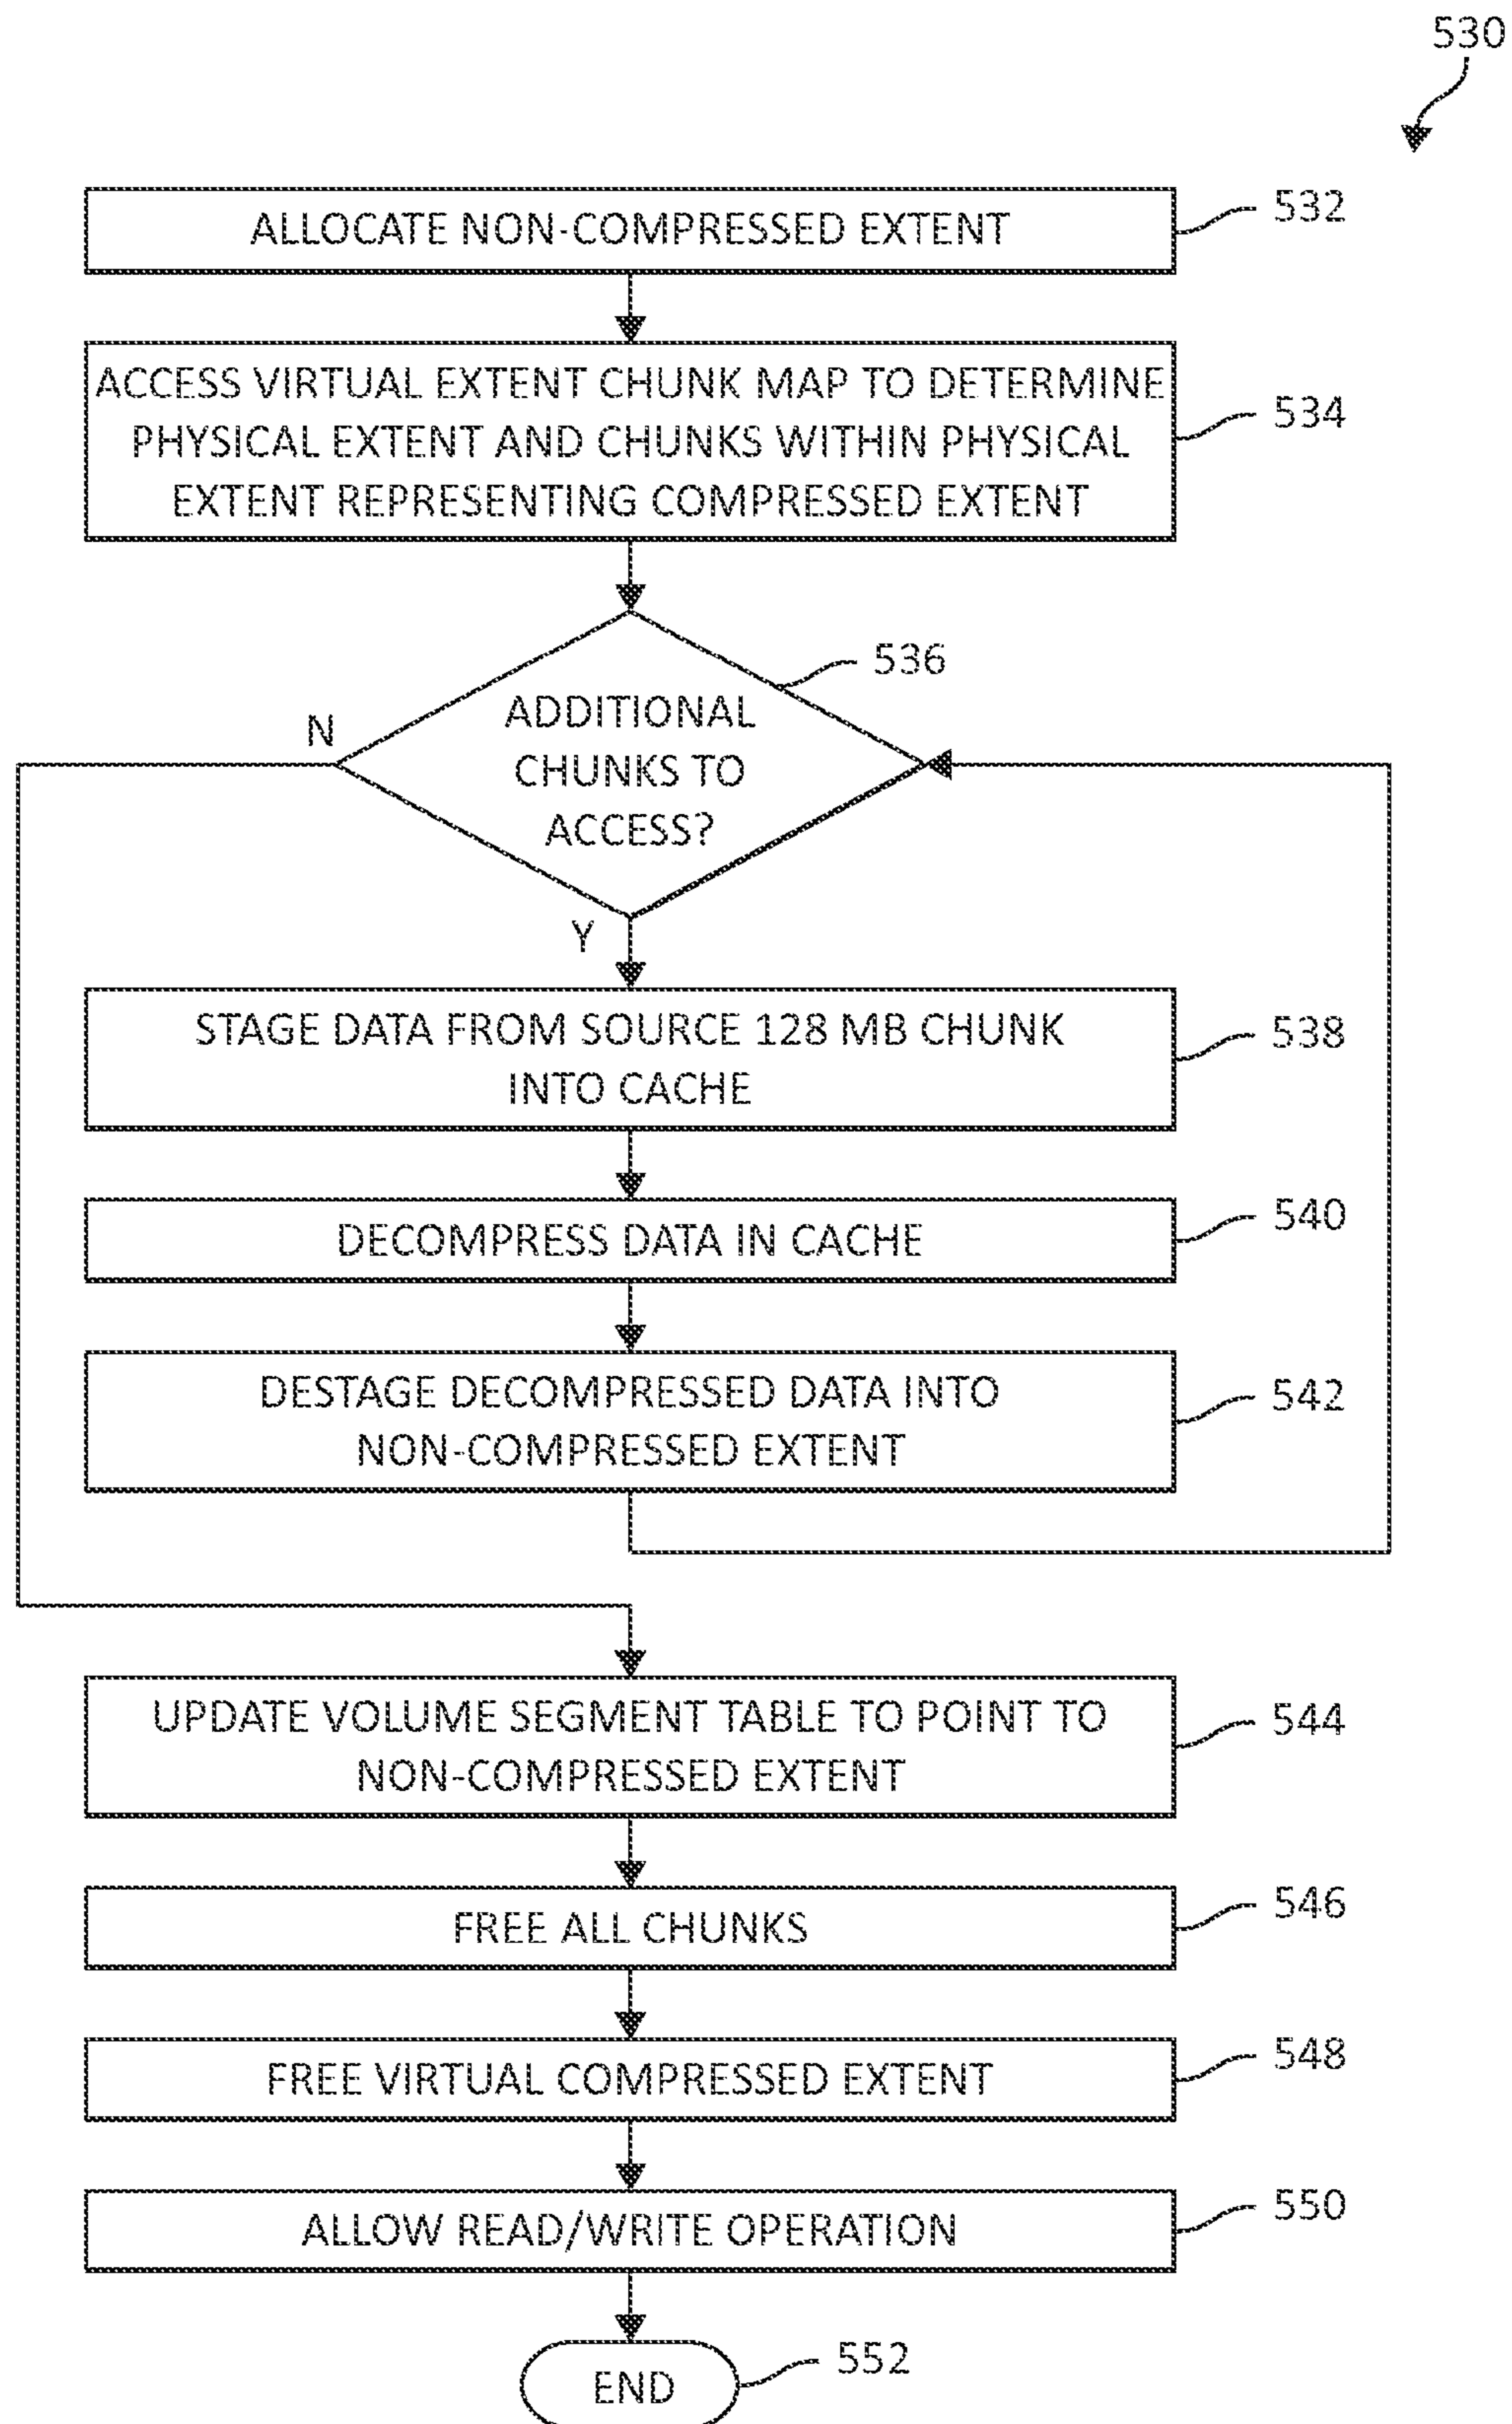 530
ALLOCATE NON-COMPRESSED EXTENT
532
ACCESS VIRTUAL EXTENT CHUNK MAP TO DETERMINE
PHYSICAL EXTENT AND CHUNKS WITHIN PHYSICAL
EXTENT REPRESENTING COMPRESSED EXTENT
534
536
ADDITIONAL
CHUNKS TO
ACCESS?
N
Y
STAGE DATA FROM SOURCE 128 MB CHUNK
INTO CACHE
538
DECOMPRESS DATA IN CACHE
540
DESTAGE DECOMPRESSED DATA INTO
NON-COMPRESSED EXTENT
542
UPDATE VOLUME SEGMENT TABLE TO POINT TO
NON-COMPRESSED EXTENT
544
FREE ALL CHUNKS
546
FREE VIRTUAL COMPRESSED EXTENT
548
ALLOW READ/WRITE OPERATION
550
END
552